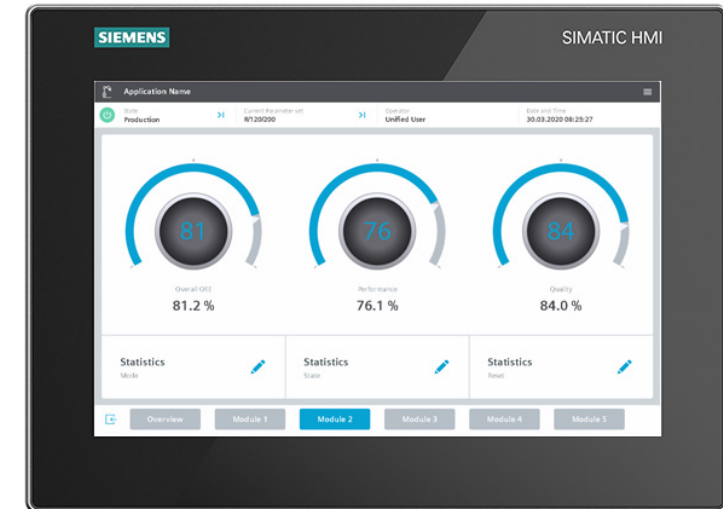 SIEMENS
SIMATIC HMI
Application Name
State
Production
Current Parameter set
8/120/200
Operator
Unified User
Date and Time
30.03.2020 08:25:27
81
76
84
Overall OEE
Performance
Quality
81.2 %
76.1 %
84.0 %
Statistics
Mode
Statistics
State
Statistics
Reset
Overview
Module 1
Module 2
Module 3
Module 4
Module 5